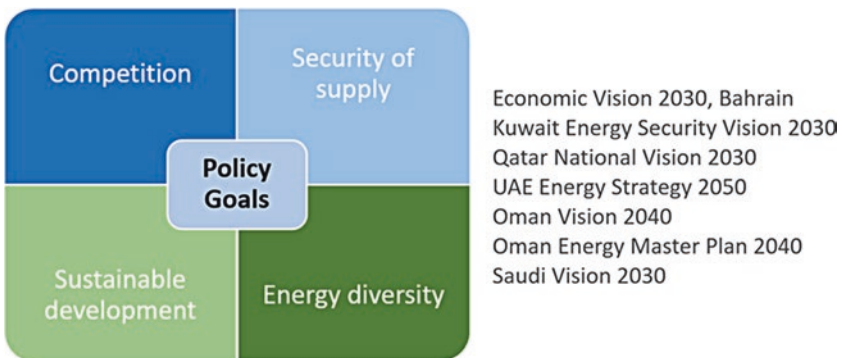 Competition
Security of
supply
Policy
Goals
Sustainable
development
Energy diversity
Economic Vision 2030, Bahrain
Kuwait Energy Security Vision 2030
Qatar National Vision 2030
UAE Energy Strategy 2050
Oman Vision 2040
Oman Energy Master Plan 2040
Saudi Vision 2030